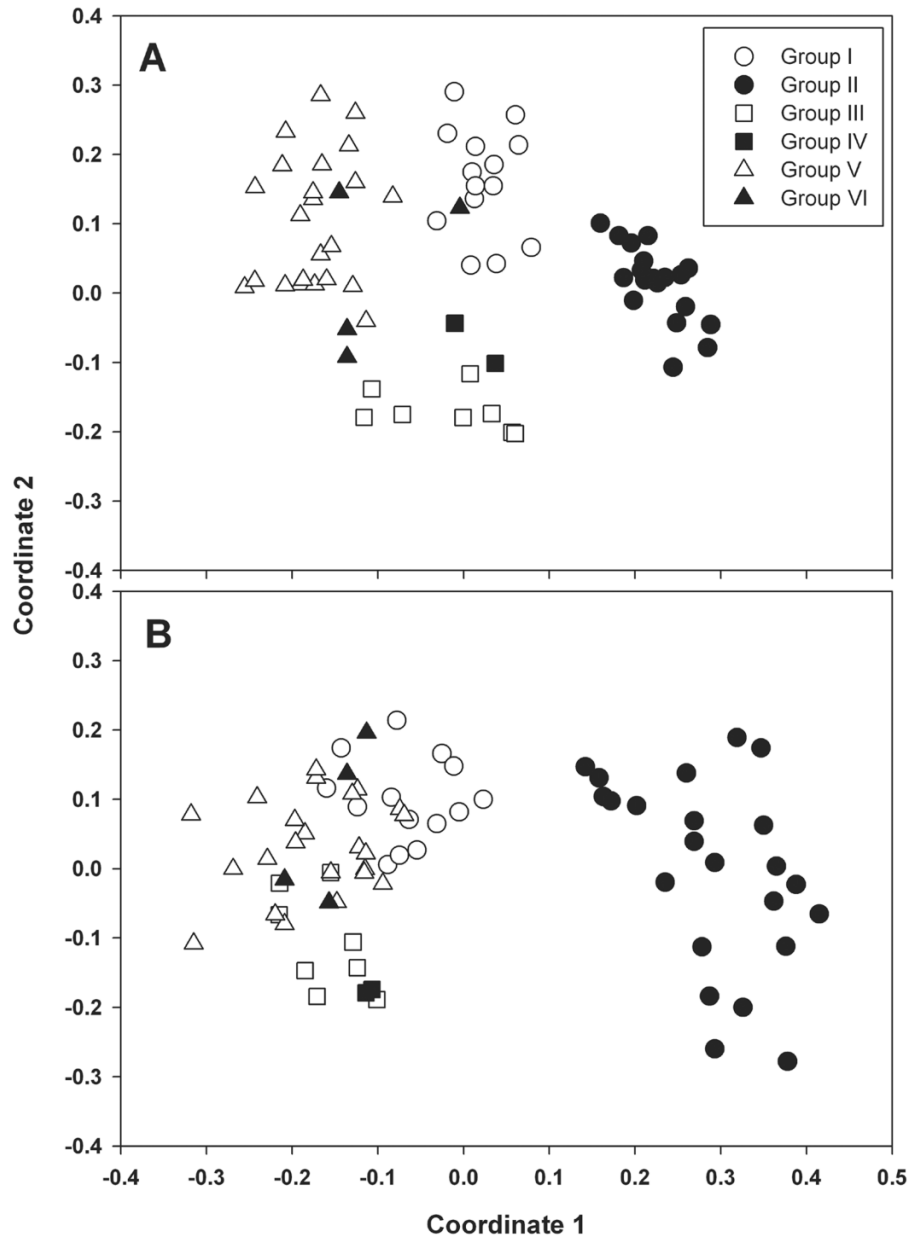 A
Group I
Group II
Group III
Group IV
Group V
Group VI
0.4
0.3
0.2
0.1
0.0
-0.1
-0.2
-0.3
-0.4
Coordinate 2
B
0.4
0.3
0.2
0.1
0.0
-0.1
-0.2
-0.3
-0.4
-0.4 -0.3 -0.2 -0.1 0.0 0.1 0.2 0.3 0.4 0.5
Coordinate 1